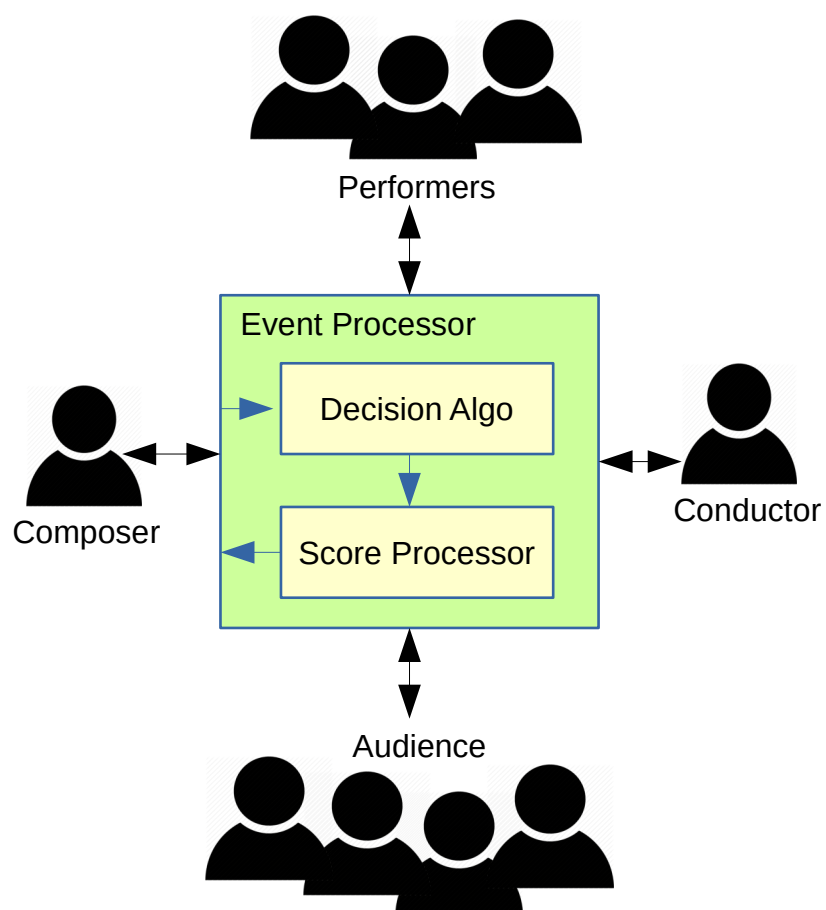 Performers
Event Processor
Decision Algo
Composer
Conductor
Score Processor
Audience